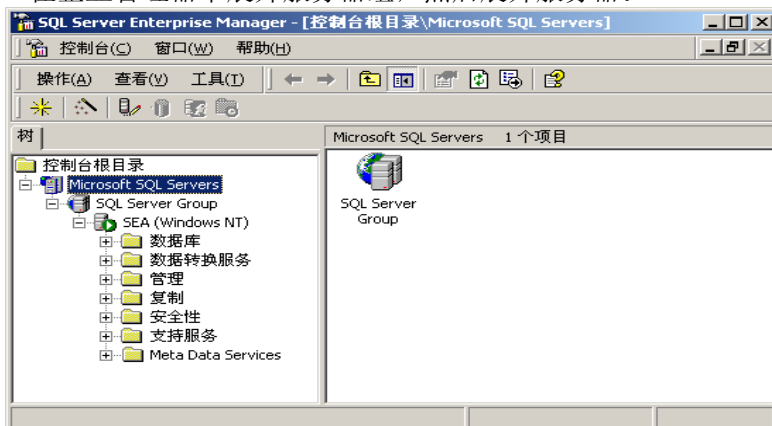 SQL Server Enterprise Manager - [控制台根目录\Microsoft SQL Servers]
控制台(C) 窗口(W) 帮助(H)
操作(A) 查看(V) 工具(T)
树
Microsoft SQL Servers 1 个项目
控制台根目录
Microsoft SQL Servers
SQL Server Group
SEA (Windows NT)
数据库
数据转换服务
管理
复制
安全性
支持服务
Meta Data Services
SQL Server
Group